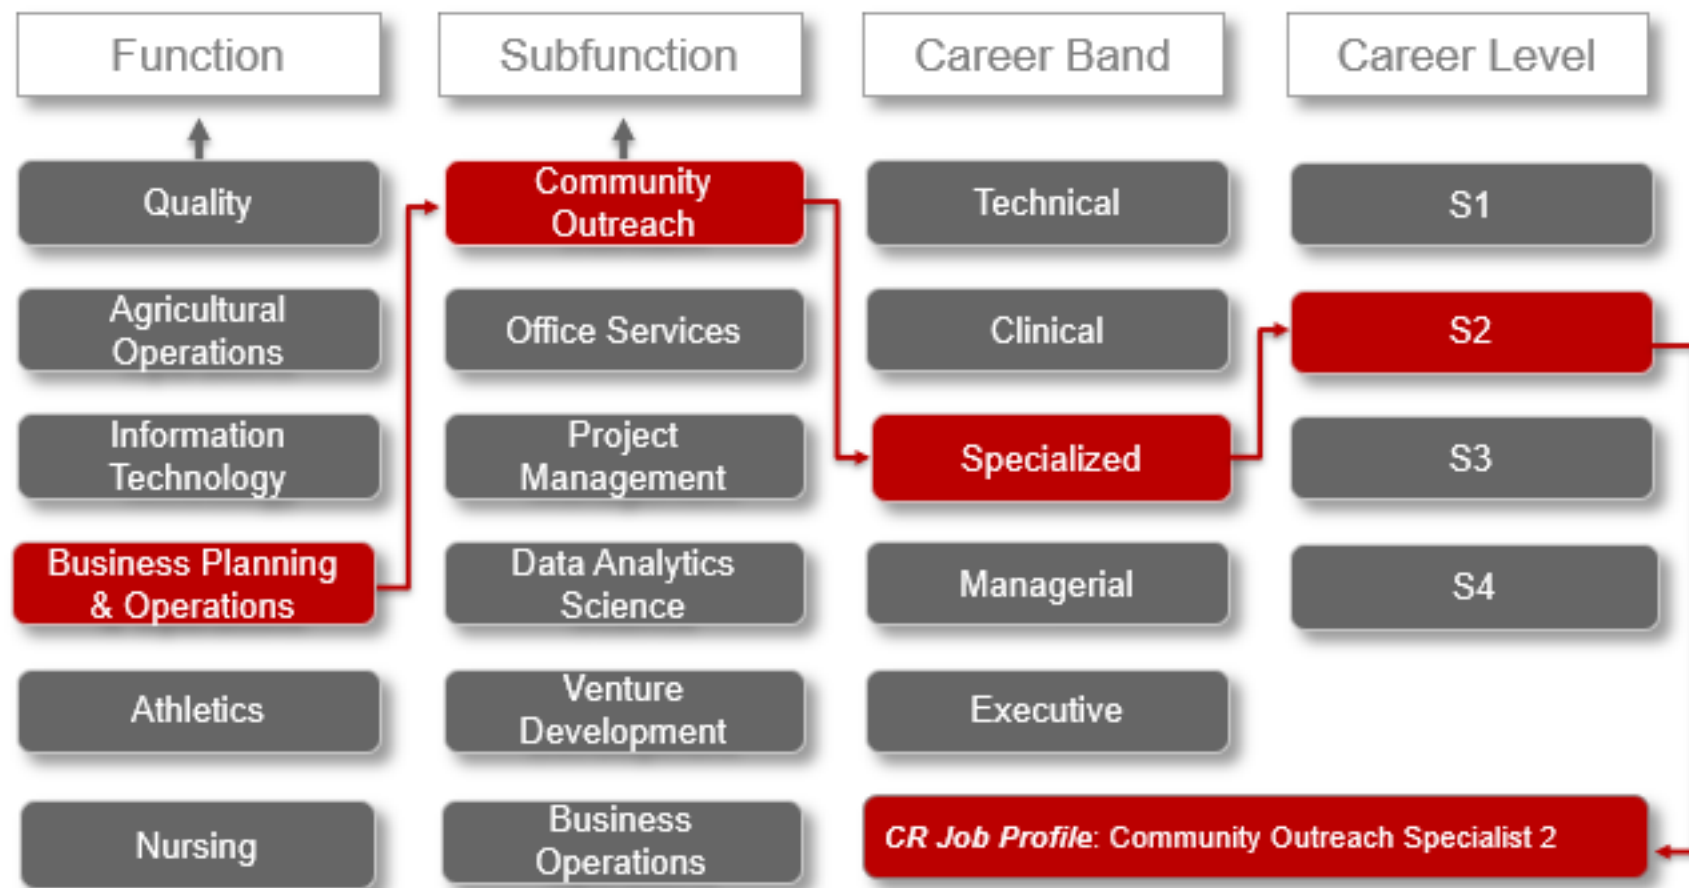 Function
Subfunction
Career Band
Career Level
Quality
Community
Outreach
Technical
S1
Agricultural
Operations
Office Services
Clinical
S2
Information
Technology
Project
Management
Specialized
S3
Business Planning
& Operations
Data Analytics
Science
Managerial
S4
Athletics
Venture
Development
Executive
Nursing
Business
Operations
CR Job Profile: Community Outreach Specialist 2